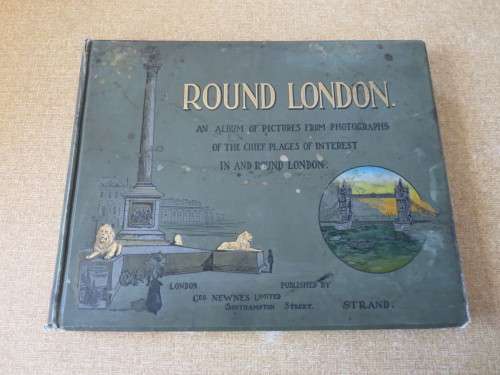 ROUND LONDON.
AN ALBUM OF PICTURES FROM PHOTOGRAPHS
OF THE CHIEF PLACES OF INTEREST
IN AND ROUND LONDON.
LONDON PUBLISHED BY
GEO. NEWNES LIMITED
SOUTHAMPTON STREET. STRAND.